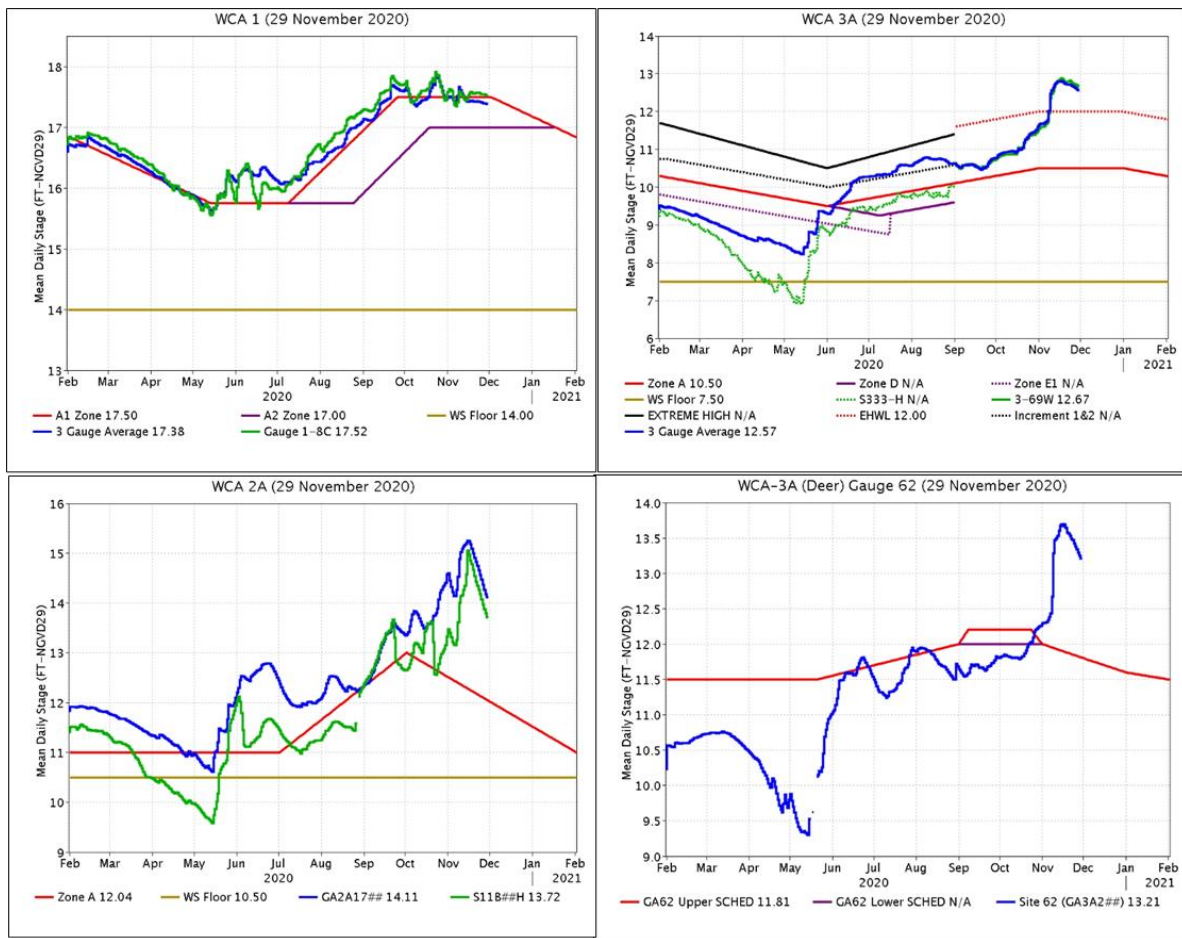 WCA 1 (29 November 2020)
Mean Daily Stage (FT-NGVD29)
18
17
16
15
14
13
Feb Mar Apr May Jun Jul Aug Sep Oct Nov Dec Jan Feb
2020 | 2021
A1 Zone 17.50 A2 Zone 17.00 WS Floor 14.00
3 Gauge Average 17.38 Gauge 1-8C 17.52
WCA 3A (29 November 2020)
Mean Daily Stage (FT-NGVD29)
14
13
12
11
10
9
8
7
6
Feb Mar Apr May Jun Jul Aug Sep Oct Nov Dec Jan Feb
2020 | 2021
Zone A 10.50 Zone D N/A Zone E1 N/A
WS Floor 7.50 S333-H N/A 3-69W 12.67
EXTREME HIGH N/A EHWL 12.00 Increment 1&2 N/A
3 Gauge Average 12.57
WCA 2A (29 November 2020)
Mean Daily Stage (FT-NGVD29)
16
15
14
13
12
11
10
9
Feb Mar Apr May Jun Jul Aug Sep Oct Nov Dec Jan Feb
2020 | 2021
Zone A 12.04 WS Floor 10.50 GA2A17## 14.11 S11B##H 13.72
WCA-3A (Deer) Gauge 62 (29 November 2020)
Mean Daily Stage (FT-NGVD29)
14.0
13.5
13.0
12.5
12.0
11.5
11.0
10.5
10.0
9.5
9.0
Feb Mar Apr May Jun Jul Aug Sep Oct Nov Dec Jan Feb
2020 | 2021
GA62 Upper SCHED 11.81 GA62 Lower SCHED N/A Site 62 (GA3A2##) 13.21